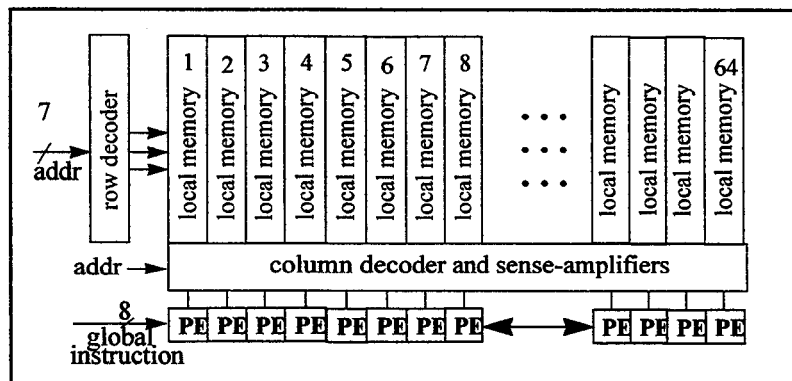 1 2 3 4 5 6 7 8 64
local memory
local memory
local memory
local memory
local memory
local memory
local memory
local memory
local memory
local memory
local memory
local memory
7
addr
row decoder
addr
column decoder and sense-amplifiers
8
global
instruction
PE PE PE PE PE PE PE PE PE PE PE PE